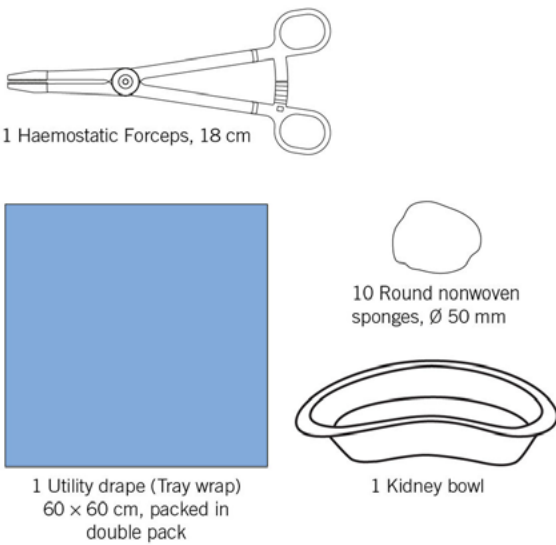 1 Haemostatic Forceps, 18 cm
10 Round nonwoven
sponges, Ø 50 mm
1 Utility drape (Tray wrap)
60 × 60 cm, packed in
double pack
1 Kidney bowl